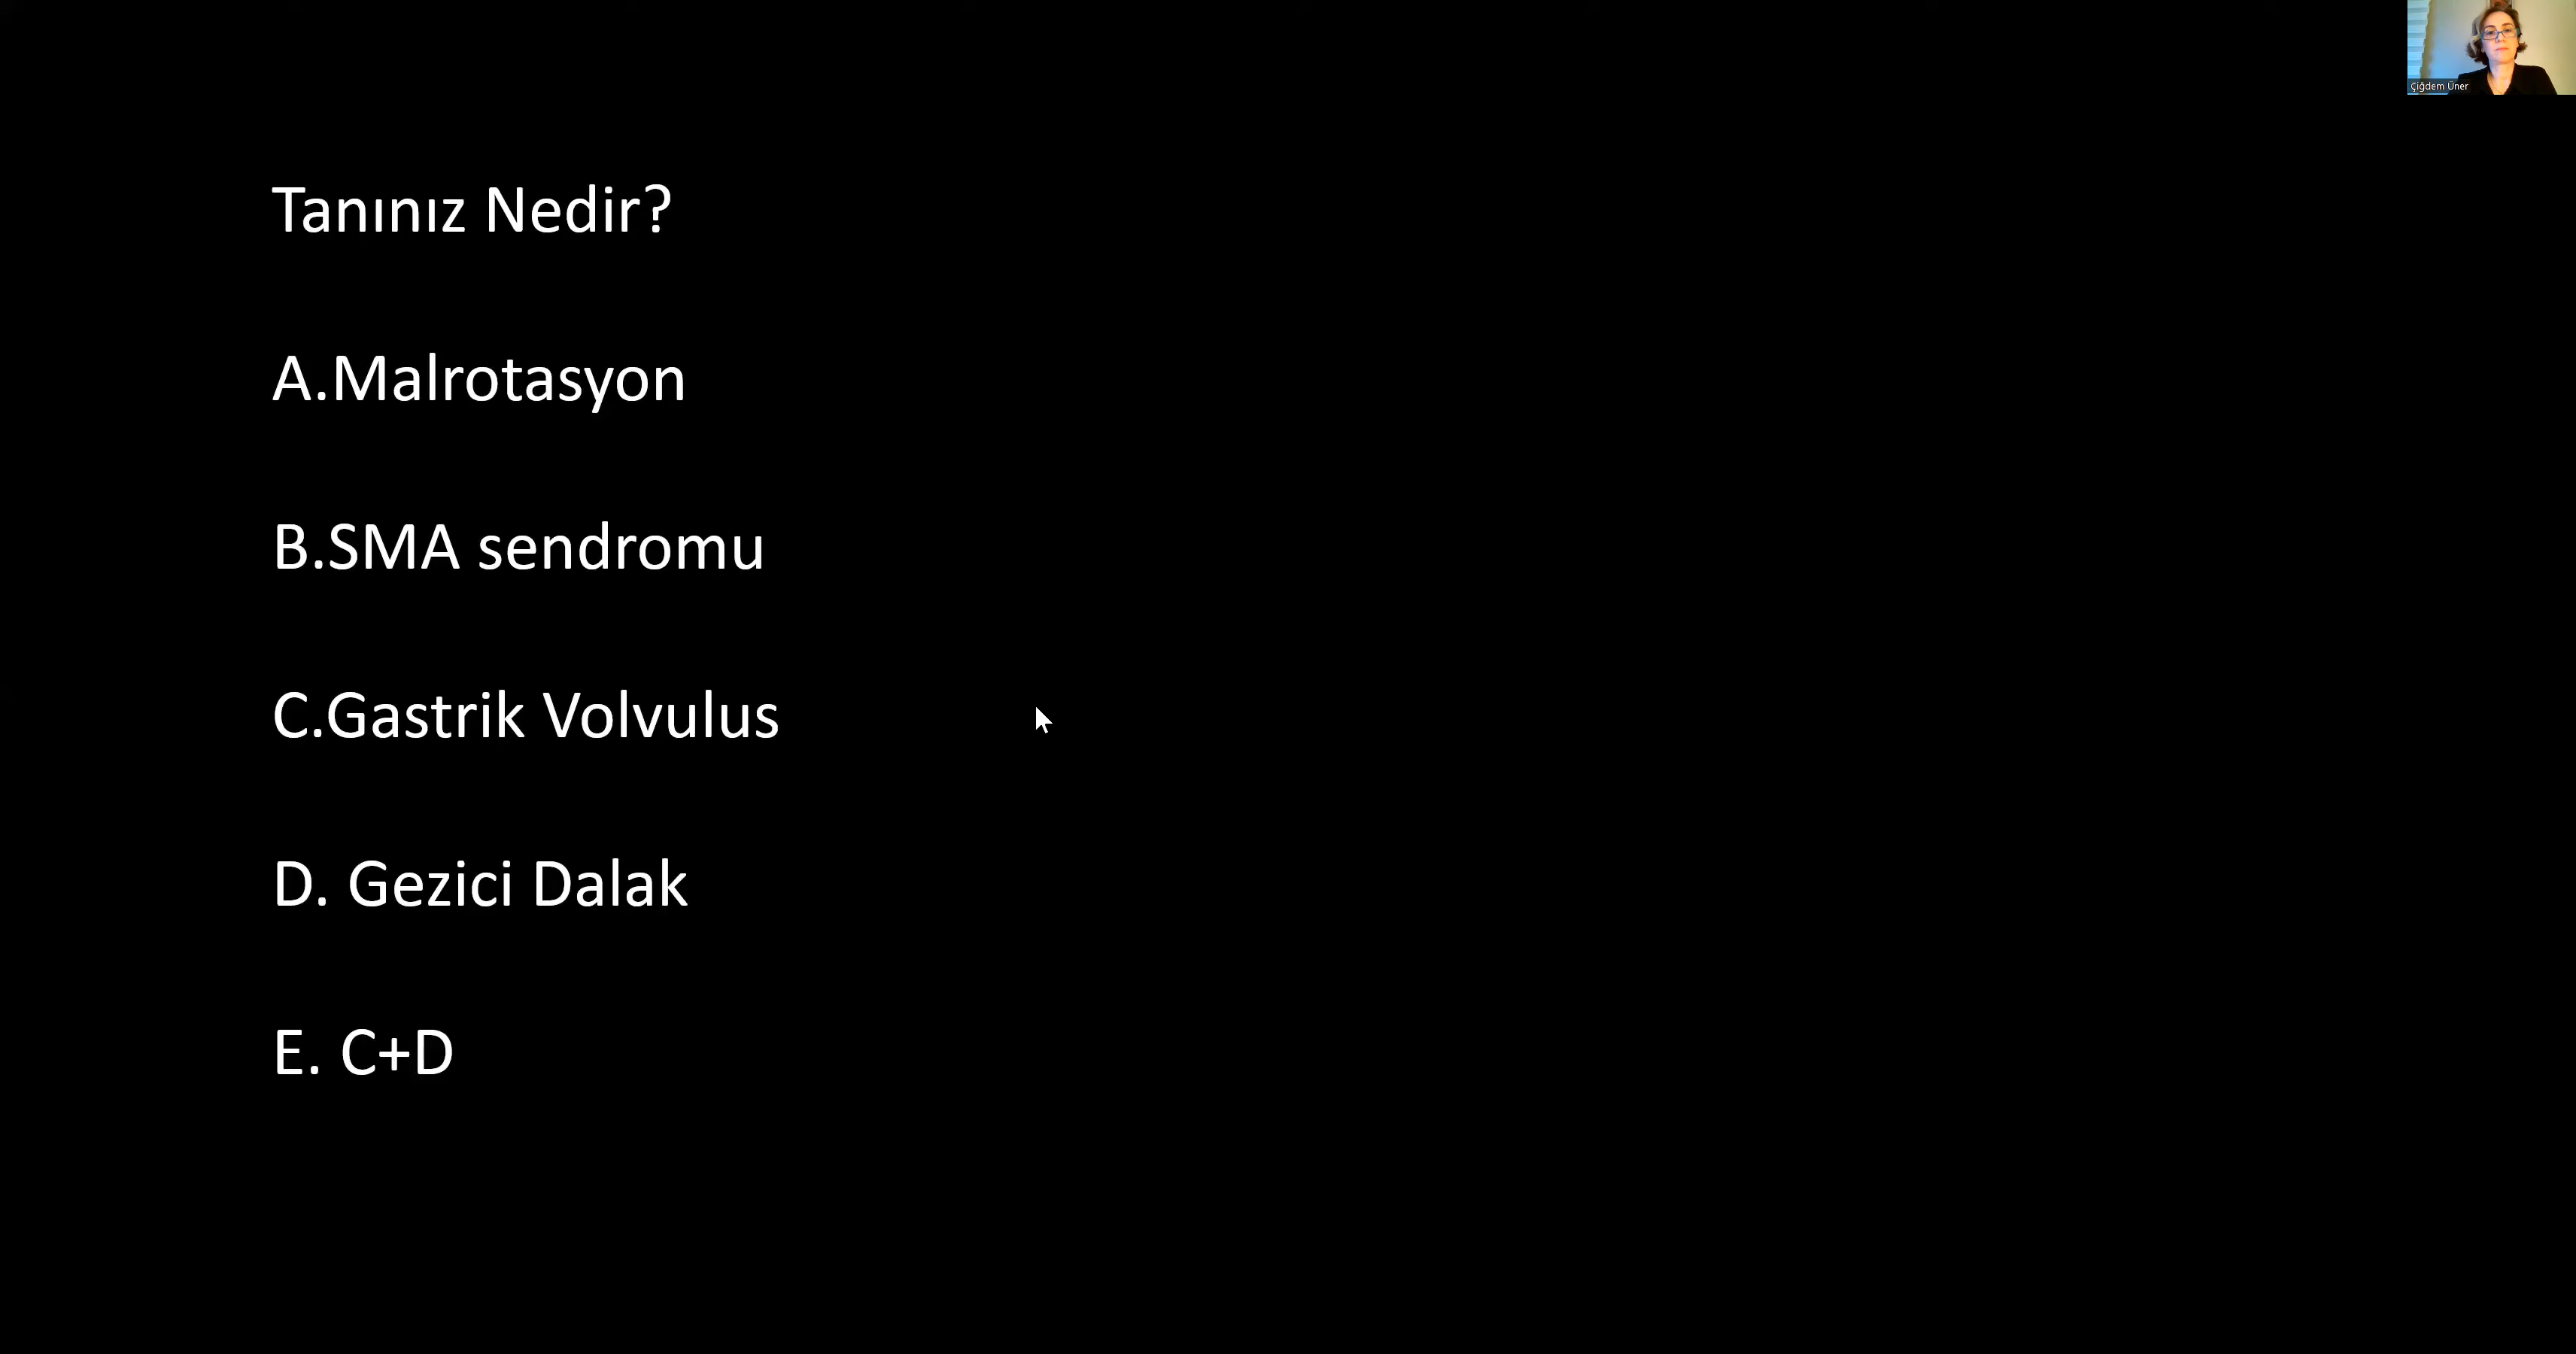 Çiğdem Üner
Tanınız Nedir?
A.Malrotasyon
B.SMA sendromu
C.Gastrik Volvulus
D. Gezici Dalak
E. C+D